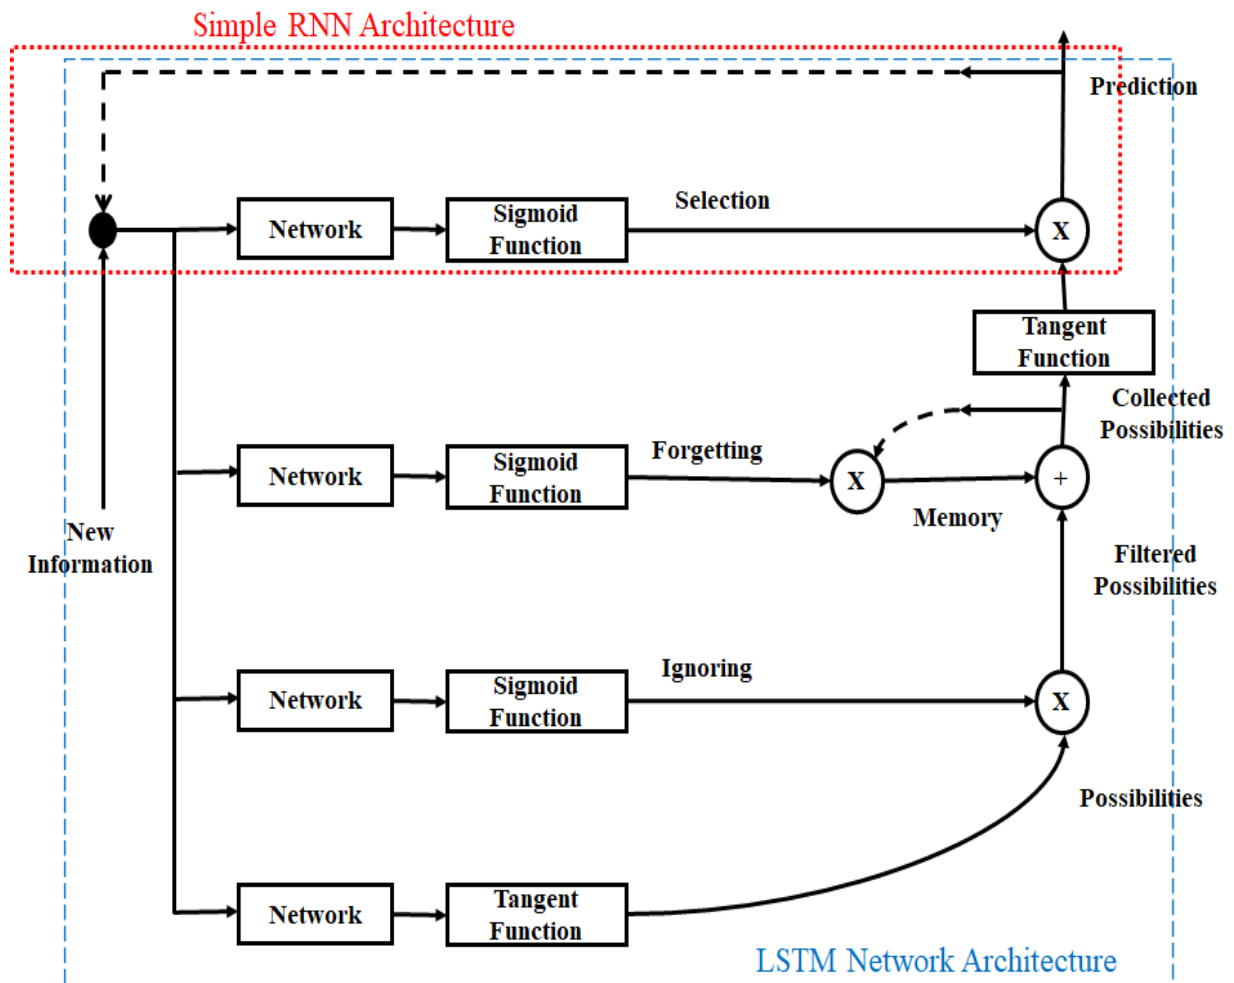 Simple RNN Architecture
Prediction
Selection
Network
Sigmoid
Function
X
Tangent
Function
Collected
Possibilities
Forgetting
Network
Sigmoid
Function
X
+
Memory
New
Information
Filtered
Possibilities
Ignoring
Network
Sigmoid
Function
X
Possibilities
Network
Tangent
Function
LSTM Network Architecture